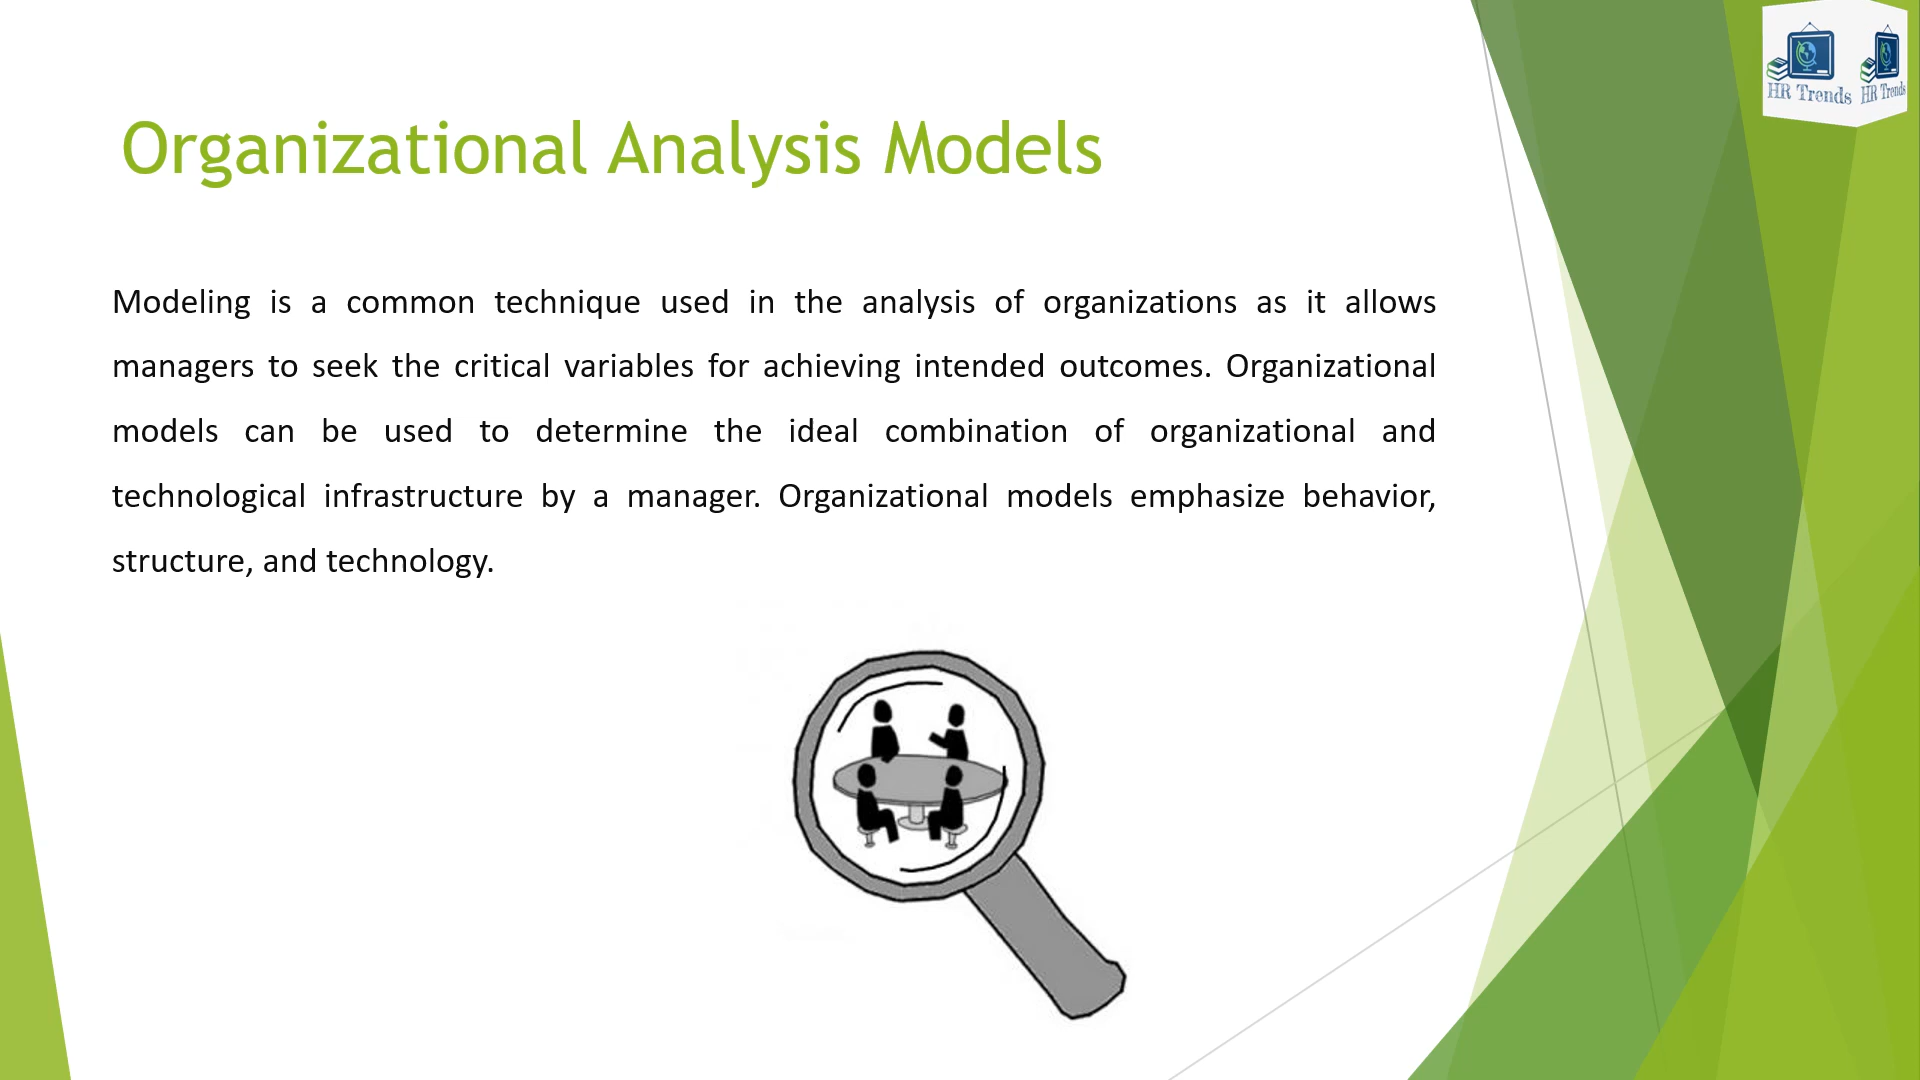 HR Trends HR Trends
Organizational Analysis Models
Modeling is a common technique used in the analysis of organizations as it allows
managers to seek the critical variables for achieving intended outcomes. Organizational
models can be used to determine the ideal combination of organizational and
technological infrastructure by a manager. Organizational models emphasize behavior,
structure, and technology.